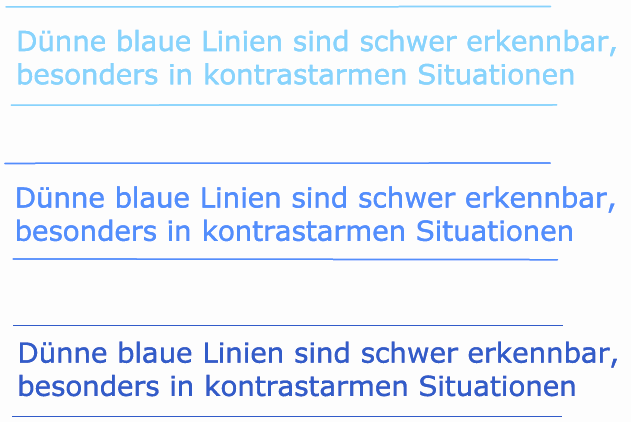 Dünne blaue Linien sind schwer erkennbar,
besonders in kontrastarmen Situationen
Dünne blaue Linien sind schwer erkennbar,
besonders in kontrastarmen Situationen
Dünne blaue Linien sind schwer erkennbar,
besonders in kontrastarmen Situationen